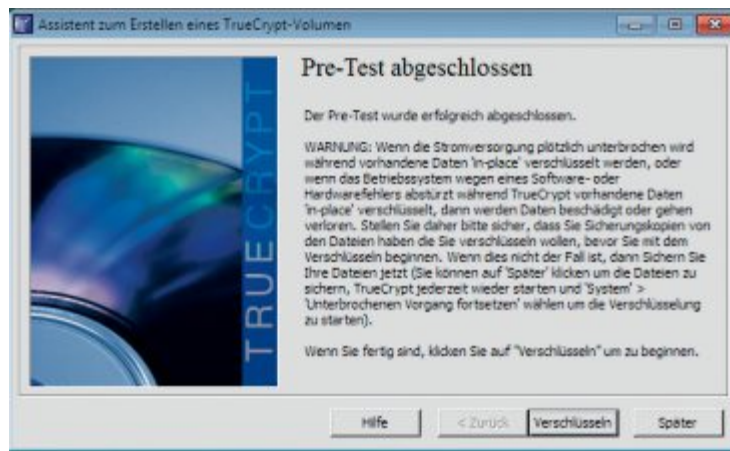 Assistent zum Erstellen eines TrueCrypt-Volumen
TRUECRYPT
Pre-Test abgeschlossen
Der Pre-Test wurde erfolgreich abgeschlossen.
WARNUNG: Wenn die Stromversorgung plötzlich unterbrochen wird
während vorhandene Daten 'in-place' verschlüsselt werden, oder
wenn das Betriebssystem wegen eines Software- oder
Hardwarefehlers abstürzt während TrueCrypt vorhandene Daten
'in-place' verschlüsselt, dann werden Daten beschädigt oder gehen
verloren. Stellen Sie daher bitte sicher, dass Sie Sicherungskopien von
den Dateien haben die Sie verschlüsseln wollen, bevor Sie mit dem
Verschlüsseln beginnen. Wenn dies nicht der Fall ist, dann Sichern Sie
Ihre Dateien jetzt (Sie können auf 'Später' klicken um die Dateien zu
sichern, TrueCrypt jederzeit wieder starten und 'System' >
'Unterbrochenen Vorgang fortsetzen' wählen um die Verschlüsselung
zu starten).
Wenn Sie fertig sind, klicken Sie auf "Verschlüsseln" um zu beginnen.
Hilfe
< Zurück
Verschlüsseln
Später